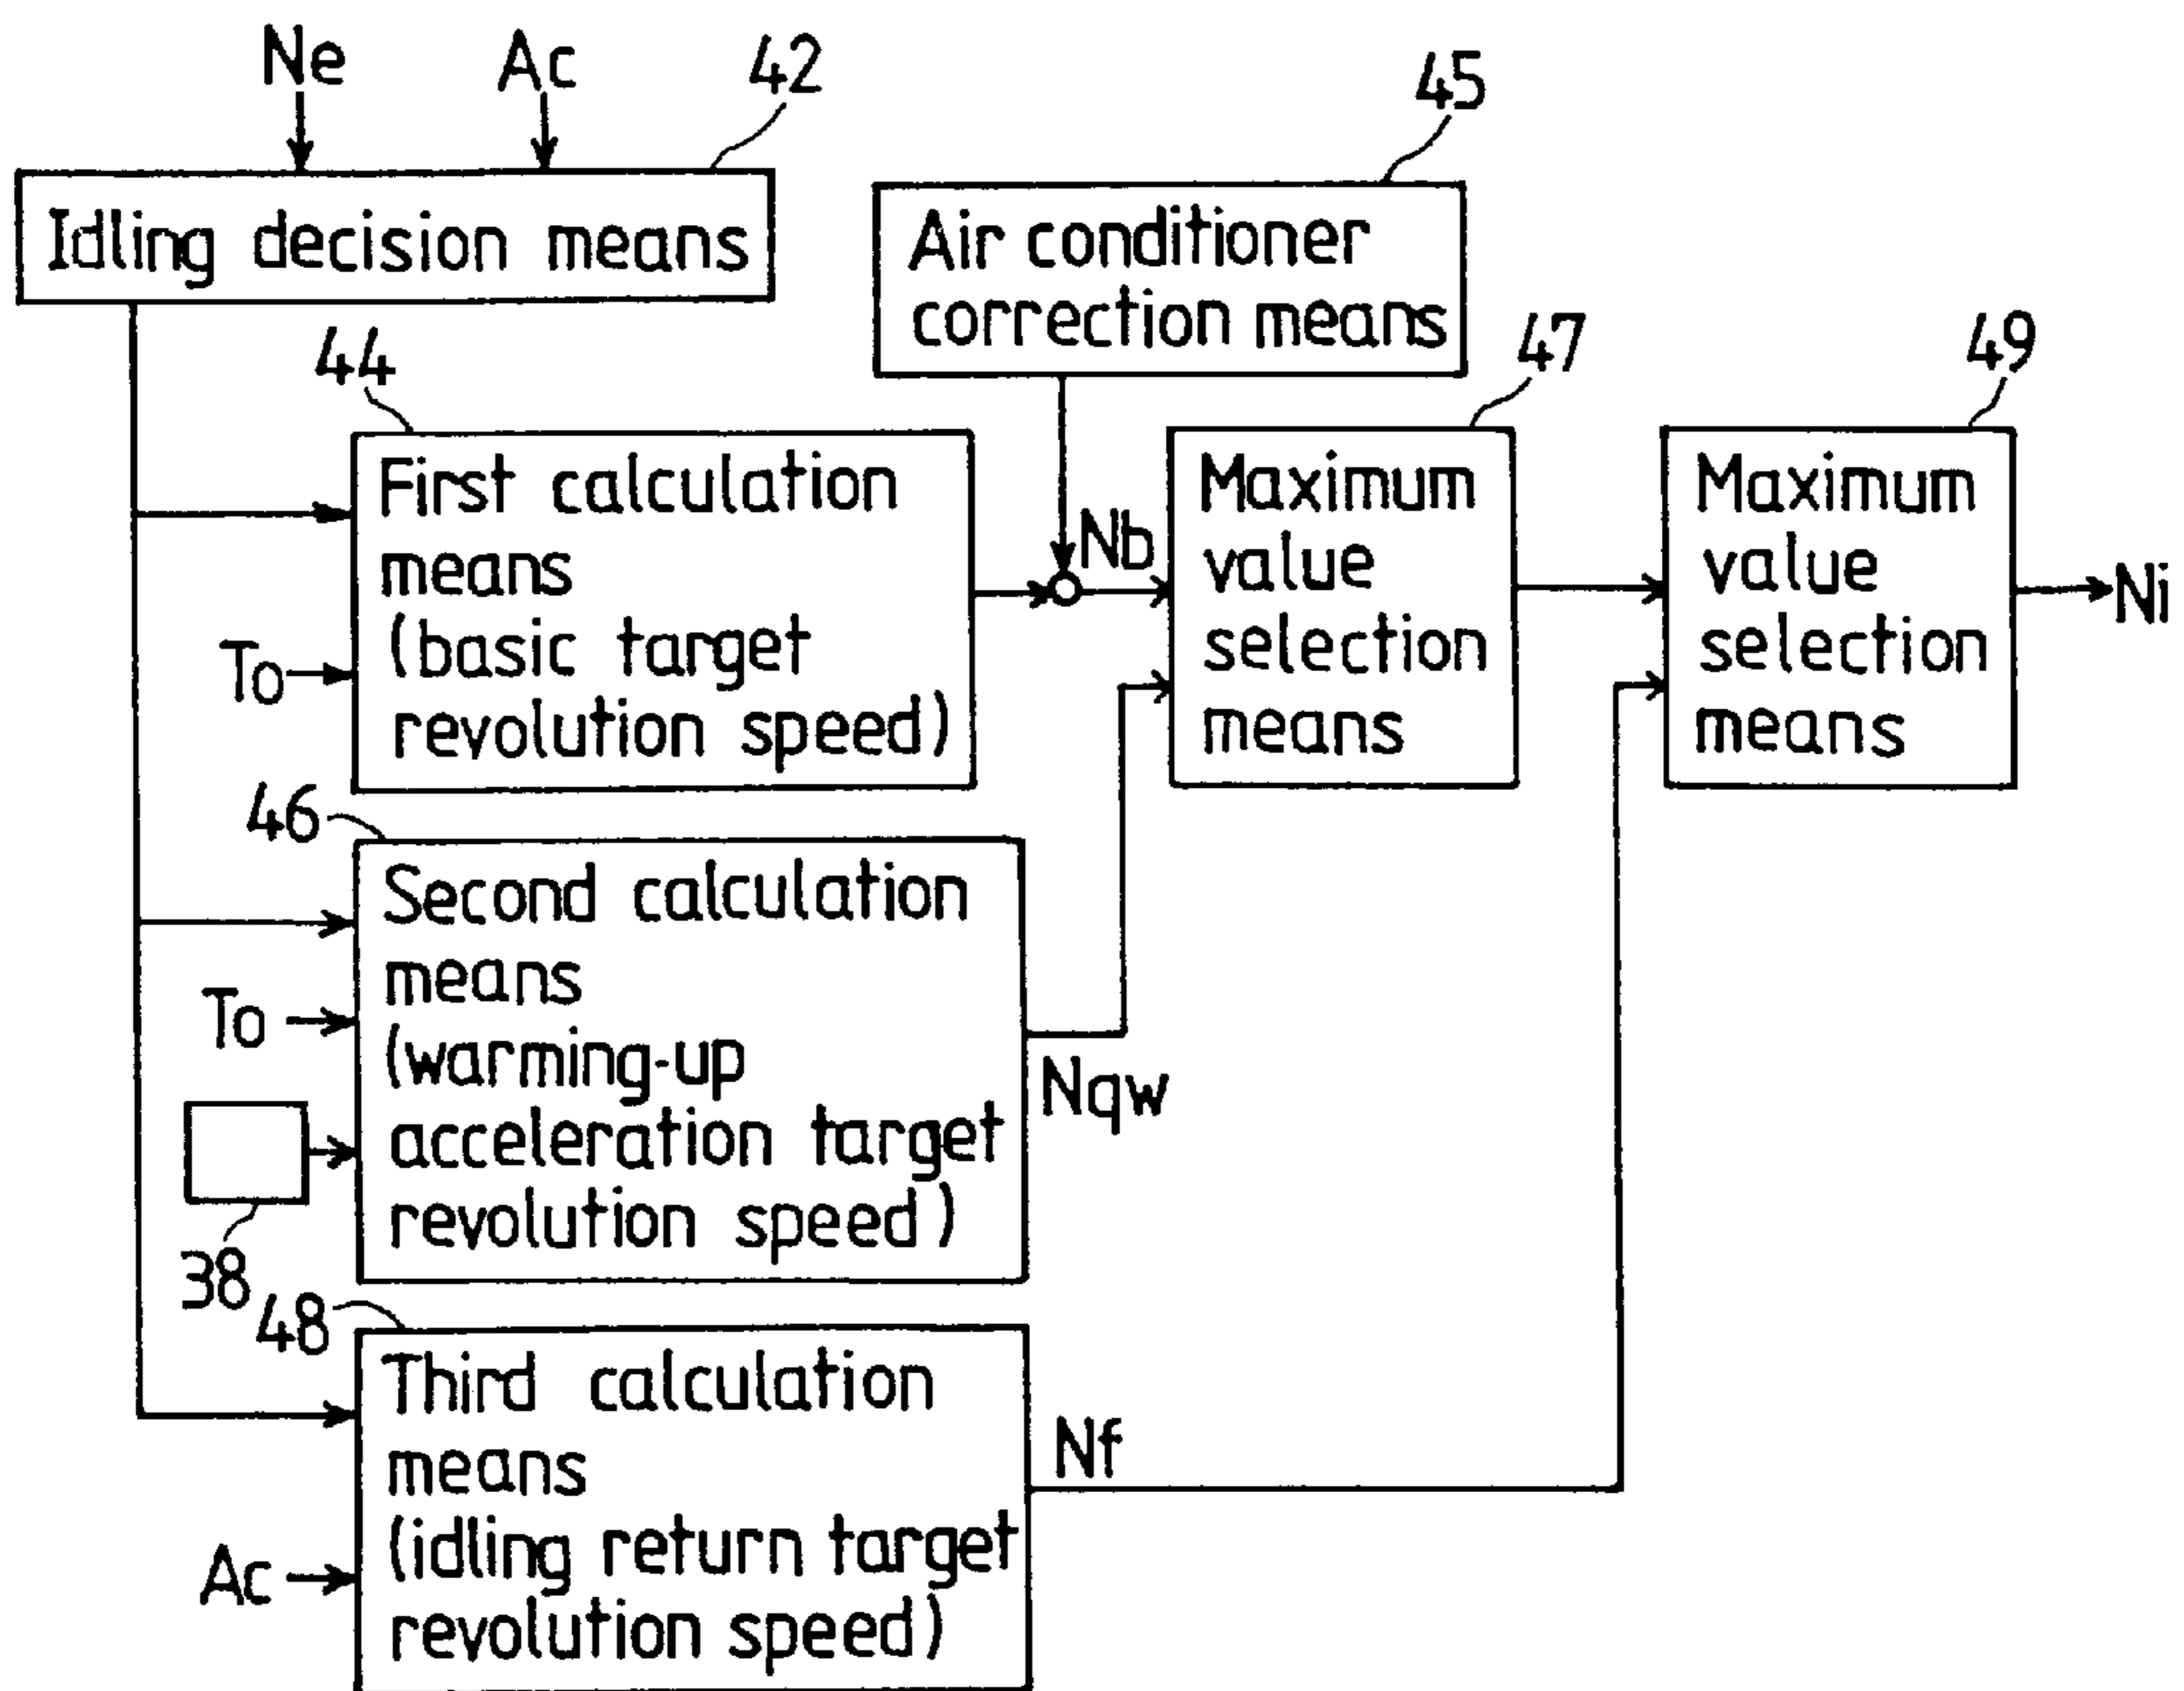 Ne
Ac
42
45
Idling decision means
Air conditioner
correction means
44
47
49
First calculation
means
(basic target
revolution speed)
To
Nb
Maximum
value
selection
means
Maximum
value
selection
means
Ni
46
Second calculation
means
(warming-up
acceleration target
revolution speed)
To
Nqw
38
48
Third calculation
means
(idling return target
revolution speed)
Nf
Ac